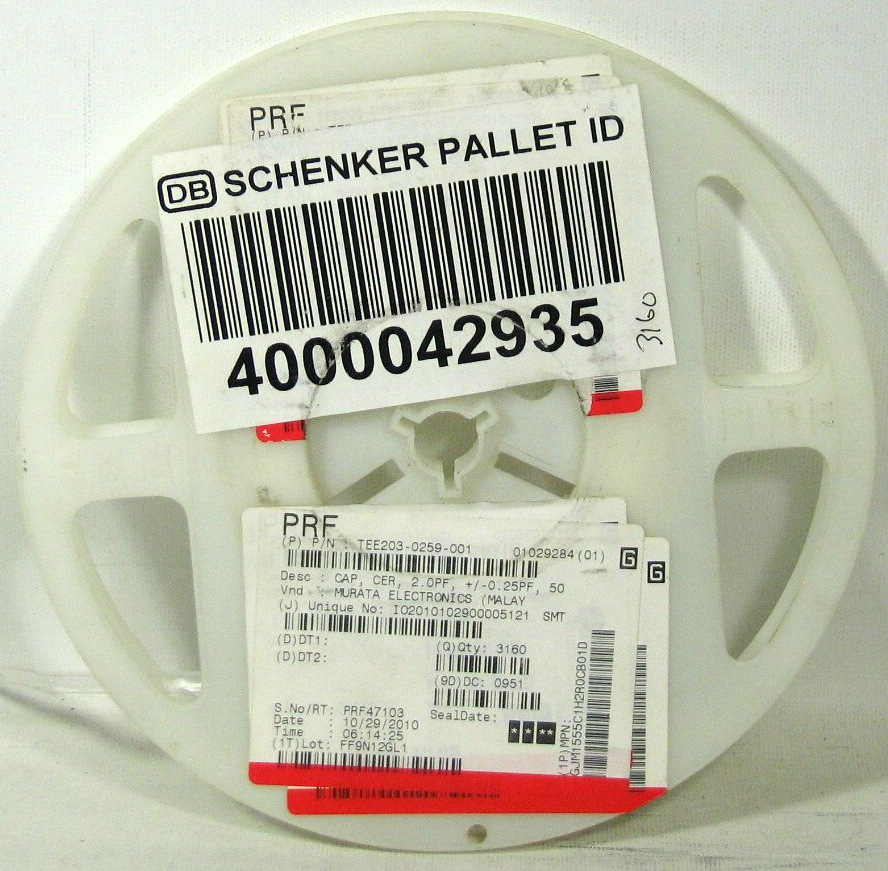 PRF
(P) P/N : TEE
DB SCHENKER PALLET ID
4000042935
3160
PRF
(P) P/N : TEE203-0259-001 01029284(01)
G
G
Desc : CAP, CER, 2.0PF, +/-0.25PF, 50
Vnd : MURATA ELECTRONICS (MALAY
(J) Unique No: I02010102900005121 SMT
(D)DT1:
(Q)Qty: 3160
(D)DT2:
(9D)DC: 0951
S.No/RT: PRF47103
SealDate:
* * **
Date : 10/29/2010
Time : 06:14:25
(1T)Lot: FF9N12GL1
(1P)MPN:
GJM1555C1H2R0CB01D